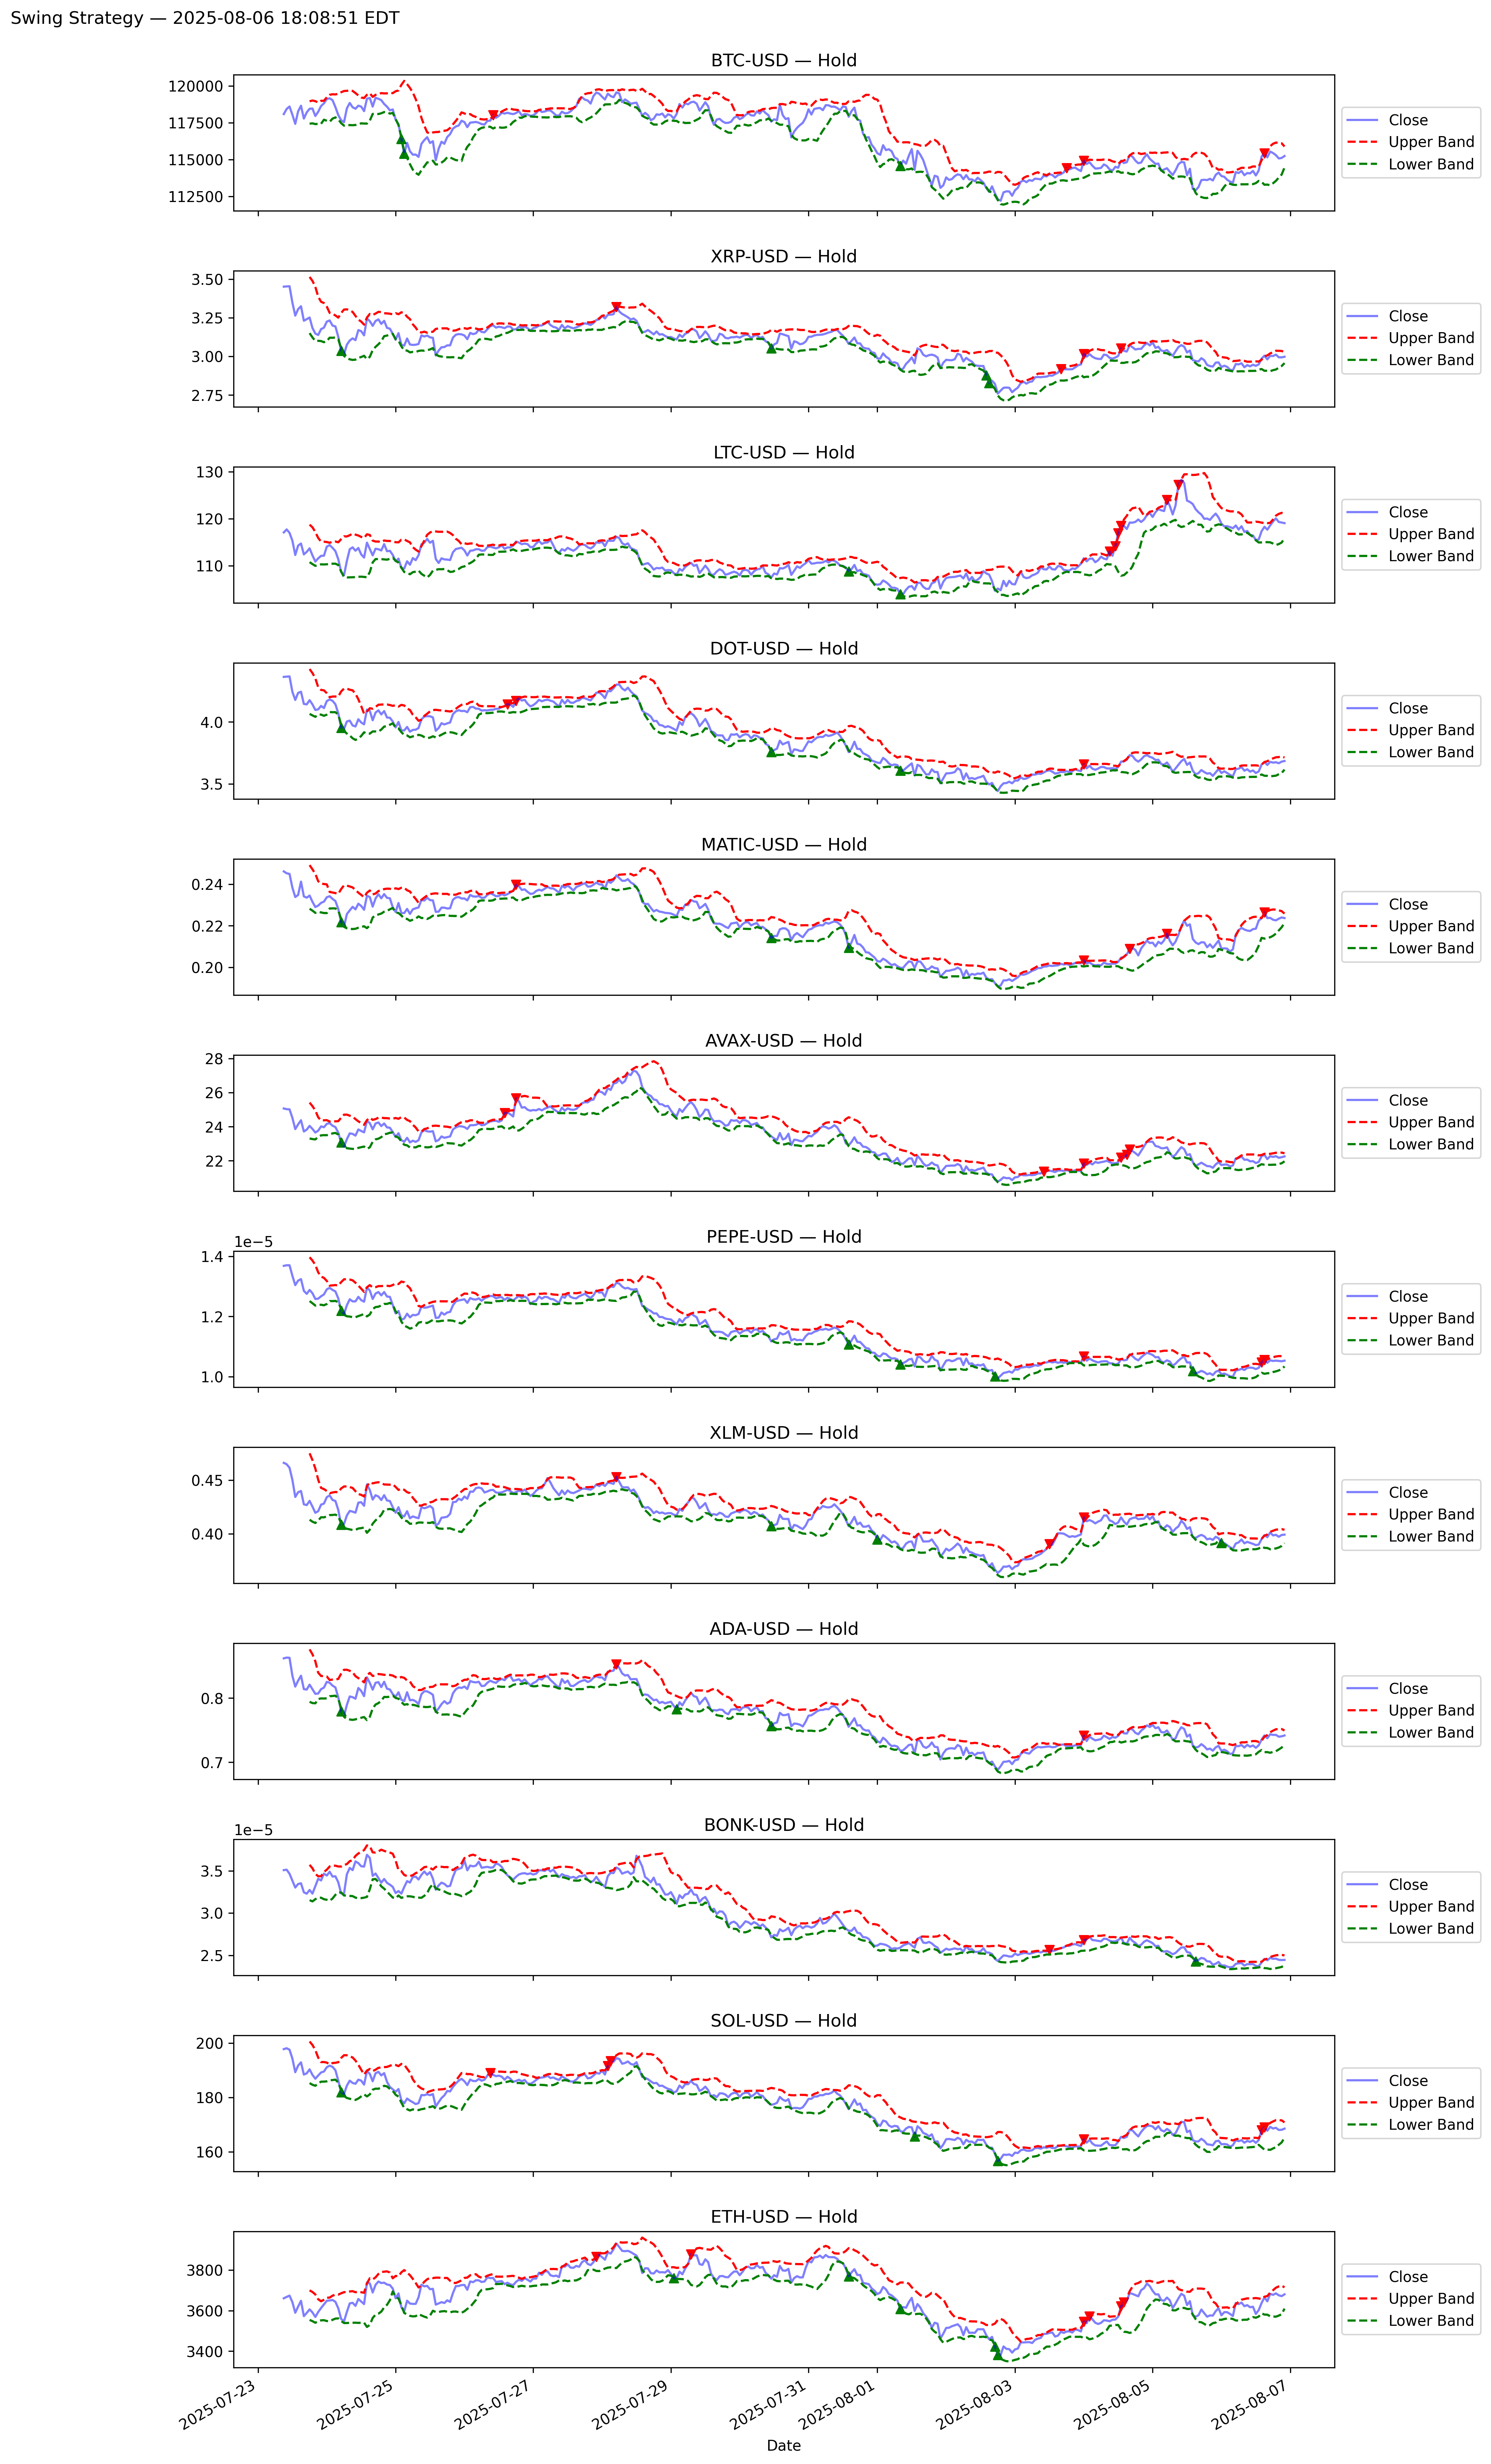 Swing Strategy — 2025-08-06 18:08:51 EDT
BTC-USD — Hold
120000
117500
115000
112500
Close
Upper Band
Lower Band
XRP-USD — Hold
3.50
3.25
3.00
2.75
Close
Upper Band
Lower Band
LTC-USD — Hold
130
120
110
Close
Upper Band
Lower Band
DOT-USD — Hold
4.0
3.5
Close
Upper Band
Lower Band
MATIC-USD — Hold
0.24
0.22
0.20
Close
Upper Band
Lower Band
AVAX-USD — Hold
28
26
24
22
Close
Upper Band
Lower Band
PEPE-USD — Hold
1e−5
1.4
1.2
1.0
Close
Upper Band
Lower Band
XLM-USD — Hold
0.45
0.40
Close
Upper Band
Lower Band
ADA-USD — Hold
0.8
0.7
Close
Upper Band
Lower Band
BONK-USD — Hold
1e−5
3.5
3.0
2.5
Close
Upper Band
Lower Band
SOL-USD — Hold
200
180
160
Close
Upper Band
Lower Band
ETH-USD — Hold
3800
3600
3400
Close
Upper Band
Lower Band
2025-07-23
2025-07-25
2025-07-27
2025-07-29
2025-07-31
2025-08-01
2025-08-03
2025-08-05
2025-08-07
Date